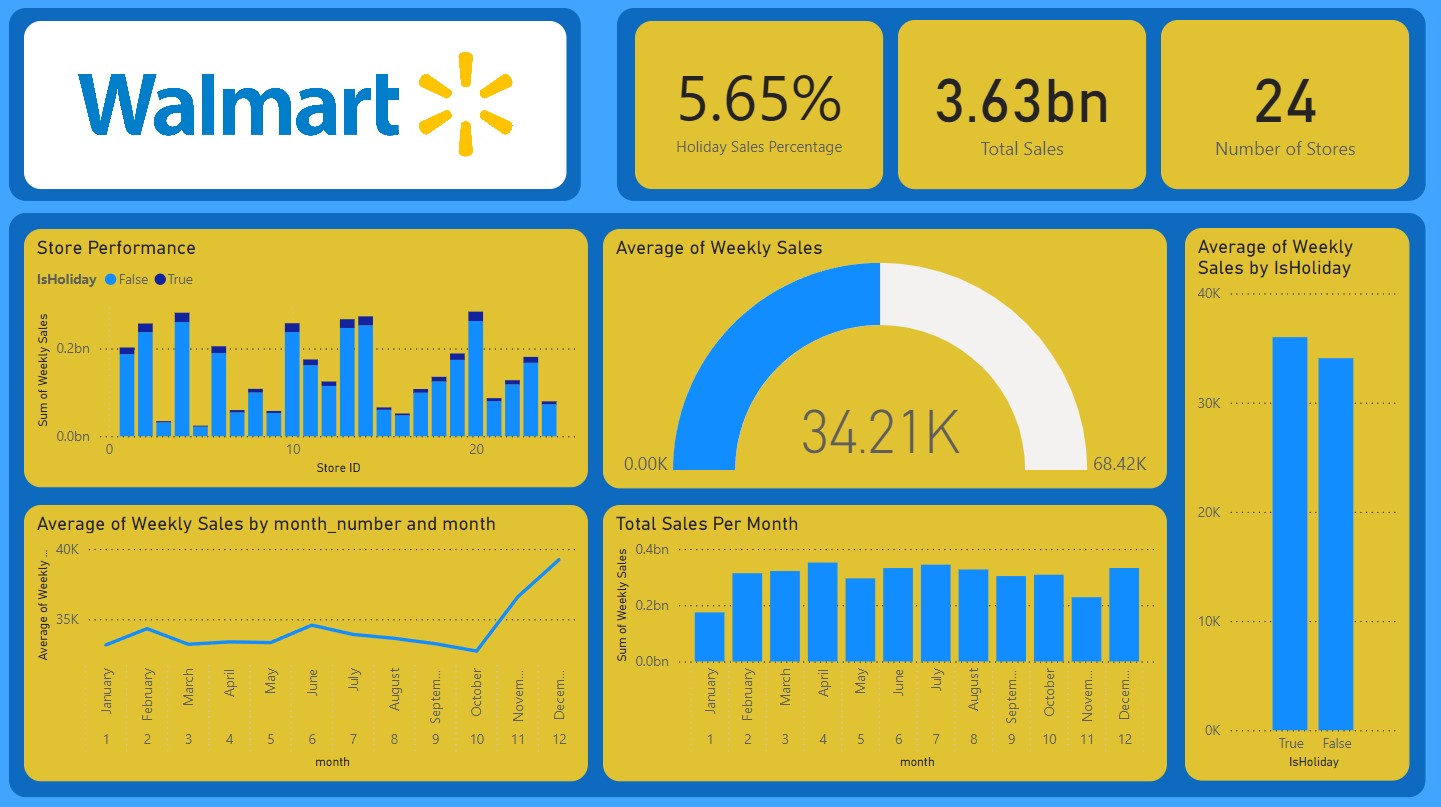 Walmart
5.65%
Holiday Sales Percentage
3.63bn
Total Sales
24
Number of Stores
Store Performance
IsHoliday False True
Sum of Weekly Sales
0.2bn
0.0bn
0 10 20
Store ID
Average of Weekly Sales
34.21K
0.00K 68.42K
Average of Weekly
Sales by IsHoliday
40K
30K
20K
10K
0K
True False
IsHoliday
Average of Weekly Sales by month_number and month
Average of Weekly ...
40K
35K
January February March April May June July August Septem... October Novem... Decem...
1 2 3 4 5 6 7 8 9 10 11 12
month
Total Sales Per Month
Sum of Weekly Sales
0.4bn
0.2bn
0.0bn
January February March April May June July August Septem... October Novem... Decem...
1 2 3 4 5 6 7 8 9 10 11 12
month